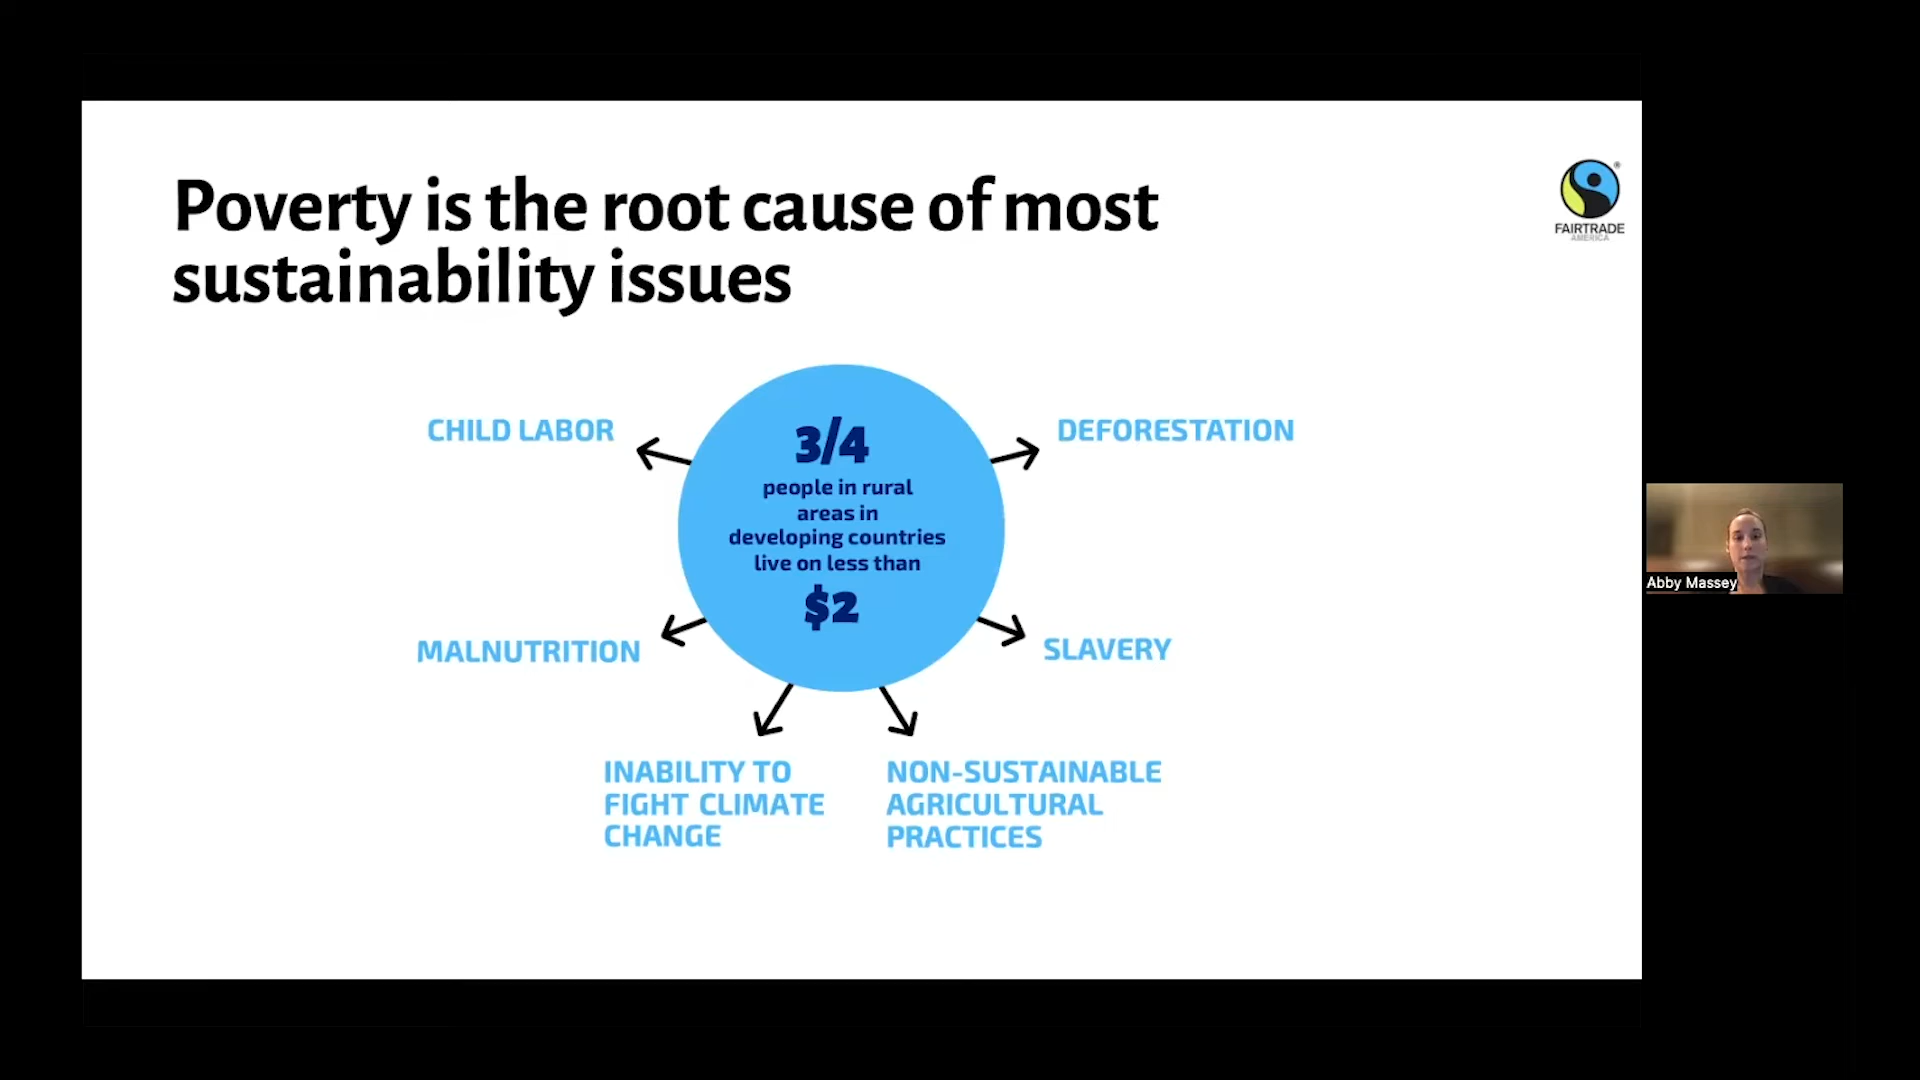 Poverty is the root cause of most
sustainability issues
®
FAIRTRADE
AMERICA
CHILD LABOR
DEFORESTATION
3/4
people in rural
areas in
developing countries
live on less than
$2
MALNUTRITION
SLAVERY
INABILITY TO
FIGHT CLIMATE
CHANGE
NON-SUSTAINABLE
AGRICULTURAL
PRACTICES
Abby Massey